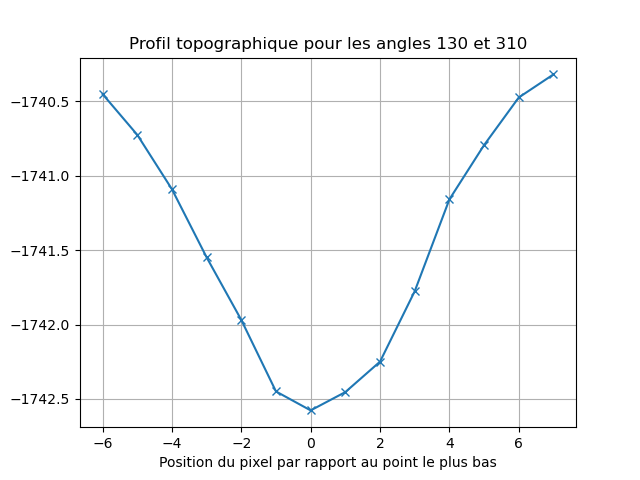 Profil topographique pour les angles 130 et 310
−1740.5
−1741.0
−1741.5
−1742.0
−1742.5
−6 −4 −2 0 2 4 6
Position du pixel par rapport au point le plus bas